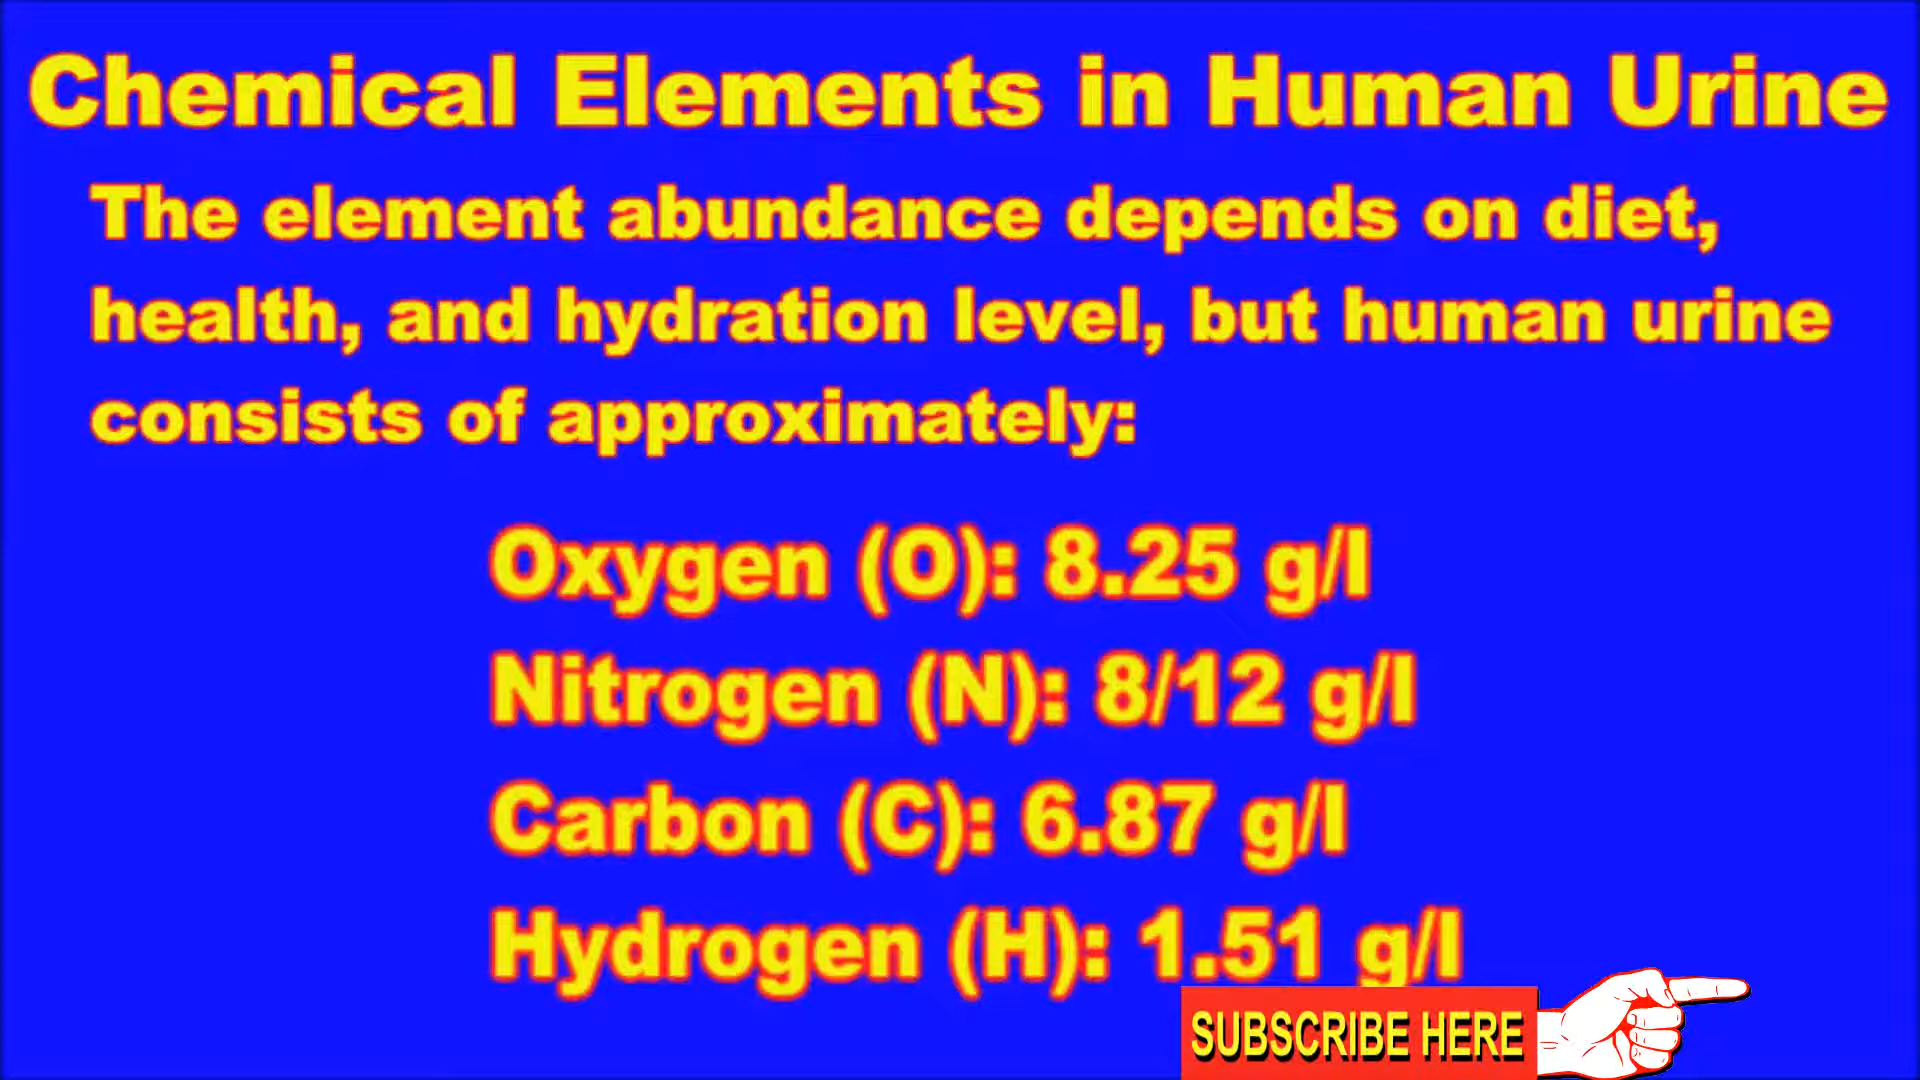 Chemical Elements in Human Urine
The element abundance depends on diet,
health, and hydration level, but human urine
consists of approximately:
Oxygen (O): 8.25 g/l
Nitrogen (N): 8/12 g/l
Carbon (C): 6.87 g/l
Hydrogen (H): 1.51 g/l
SUBSCRIBE HERE